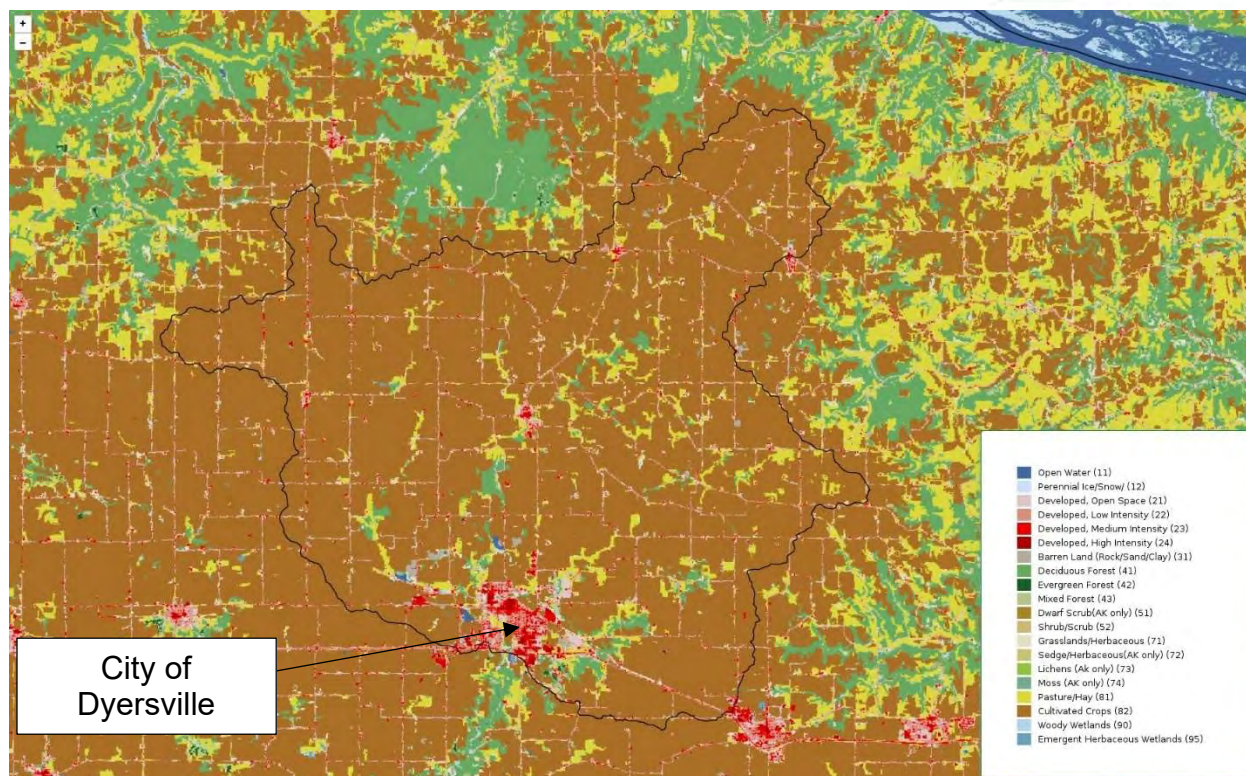 +
−
City of
Dyersville
Open Water (11)
Perennial Ice/Snow/ (12)
Developed, Open Space (21)
Developed, Low Intensity (22)
Developed, Medium Intensity (23)
Developed, High Intensity (24)
Barren Land (Rock/Sand/Clay) (31)
Deciduous Forest (41)
Evergreen Forest (42)
Mixed Forest (43)
Dwarf Scrub(AK only) (51)
Shrub/Scrub (52)
Grasslands/Herbaceous (71)
Sedge/Herbaceous(AK only) (72)
Lichens (Ak only) (73)
Moss (AK only) (74)
Pasture/Hay (81)
Cultivated Crops (82)
Woody Wetlands (90)
Emergent Herbaceous Wetlands (95)